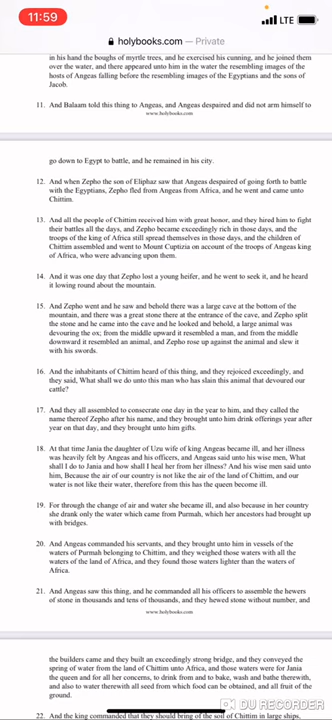 11:59
LTE
holybooks.com — Private
in his hand the boughs of myrtle trees, and he exercised his cunning, and he joined them
over the water, and there appeared unto him in the water the resembling images of the
hosts of Angeas falling before the resembling images of the Egyptians and the sons of
Jacob.
11. And Balaam told this thing to Angeas, and Angeas despaired and did not arm himself to
www.holybooks.com
go down to Egypt to battle, and he remained in his city.
12. And when Zepho the son of Eliphaz saw that Angeas despaired of going forth to battle
with the Egyptians, Zepho fled from Angeas from Africa, and he went and came unto
Chittim.
13. And all the people of Chittim received him with great honor, and they hired him to fight
their battles all the days, and Zepho became exceedingly rich in those days, and the
troops of the king of Africa still spread themselves in those days, and the children of
Chittim assembled and went to Mount Cuptizia on account of the troops of Angeas king
of Africa, who were advancing upon them.
14. And it was one day that Zepho lost a young heifer, and he went to seek it, and he heard
it lowing round about the mountain.
15. And Zepho went and he saw and behold there was a large cave at the bottom of the
mountain, and there was a great stone there at the entrance of the cave, and Zepho split
the stone and he came into the cave and he looked and behold, a large animal was
devouring the ox; from the middle upward it resembled a man, and from the middle
downward it resembled an animal, and Zepho rose up against the animal and slew it
with his swords.
16. And the inhabitants of Chittim heard of this thing, and they rejoiced exceedingly, and
they said, What shall we do unto this man who has slain this animal that devoured our
cattle?
17. And they all assembled to consecrate one day in the year to him, and they called the
name thereof Zepho after his name, and they brought unto him drink offerings year after
year on that day, and they brought unto him gifts.
18. At that time Jania the daughter of Uzu wife of king Angeas became ill, and her illness
was heavily felt by Angeas and his officers, and Angeas said unto his wise men, What
shall I do to Jania and how shall I heal her from her illness? And his wise men said unto
him, Because the air of our country is not like the air of the land of Chittim, and our
water is not like their water, therefore from this has the queen become ill.
19. For through the change of air and water she became ill, and also because in her country
she drank only the water which came from Purmah, which her ancestors had brought up
with bridges.
20. And Angeas commanded his servants, and they brought unto him in vessels of the
waters of Purmah belonging to Chittim, and they weighed those waters with all the
waters of the land of Africa, and they found those waters lighter than the waters of
Africa.
21. And Angeas saw this thing, and he commanded all his officers to assemble the hewers
of stone in thousands and tens of thousands, and they hewed stone without number, and
www.holybooks.com
the builders came and they built an exceedingly strong bridge, and they conveyed the
spring of water from the land of Chittim unto Africa, and those waters were for Jania
the queen and for all her concerns, to drink from and to bake, wash and bathe therewith,
and also to water therewith all seed from which food can be obtained, and all fruit of the
ground.
22. And the king commanded that they should bring of the soil of Chittim in large ships,
DU RECORDER